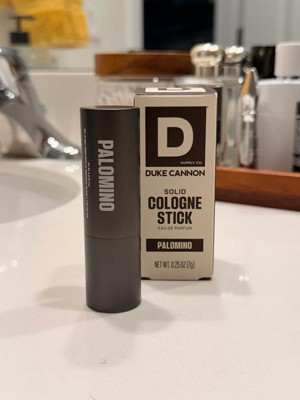 PALOMINO
D
SUPPLY CO
DUKE CANNON
SOLID
COLOGNE
STICK
EAU DE PARFUM
PALOMINO
NET WT. 0.25 OZ (7g)